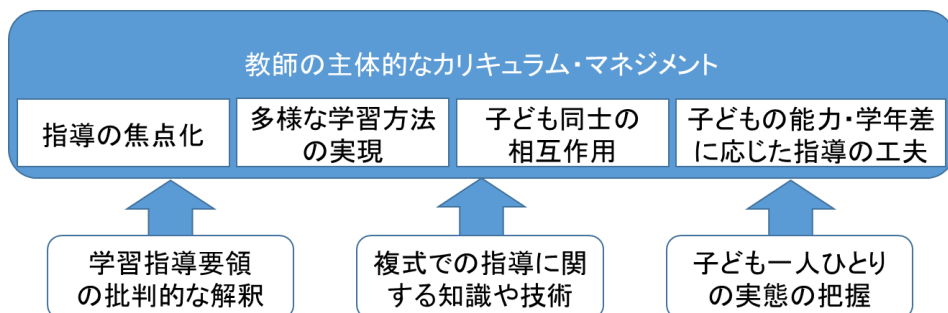 教師の主体的なカリキュラム・マネジメント
指導の焦点化
多様な学習方法
の実現
子ども同士の
相互作用
子どもの能力・学年差
に応じた指導の工夫
学習指導要領
の批判的な解釈
複式での指導に関
する知識や技術
子ども一人ひとり
の実態の把握